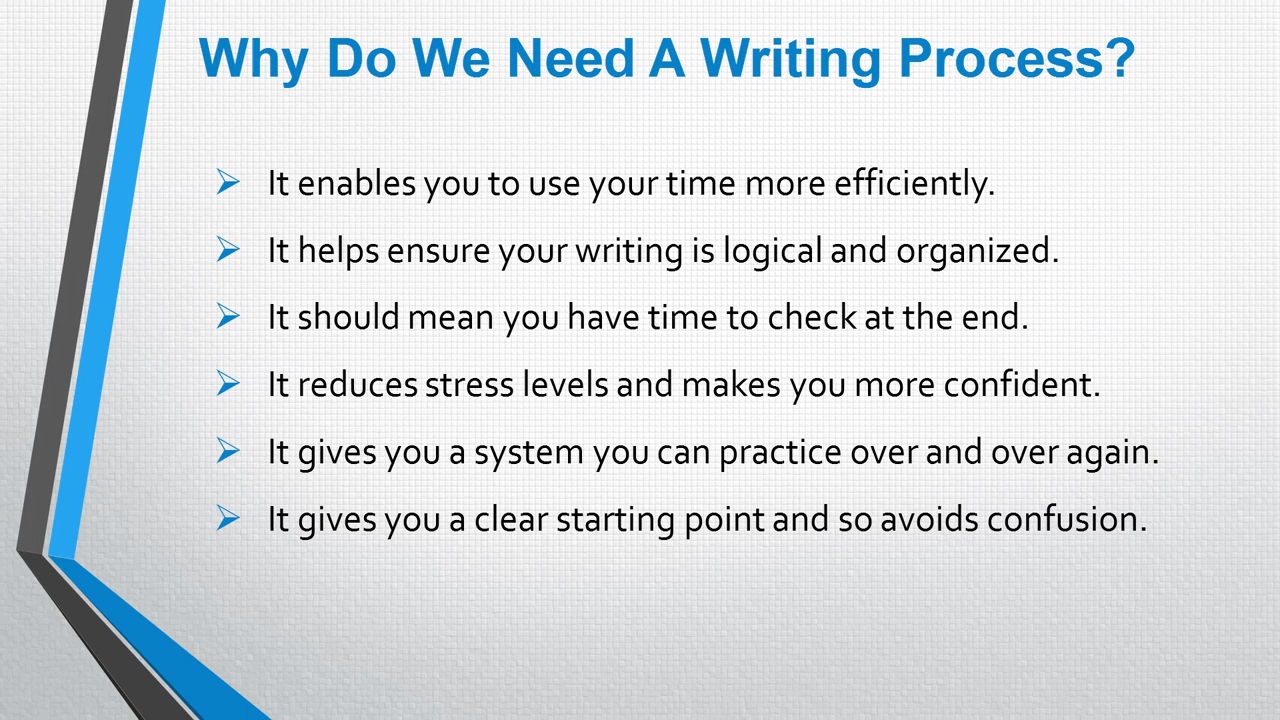 Why Do We Need A Writing Process?
It enables you to use your time more efficiently.
It helps ensure your writing is logical and organized.
It should mean you have time to check at the end.
It reduces stress levels and makes you more confident.
It gives you a system you can practice over and over again.
It gives you a clear starting point and so avoids confusion.